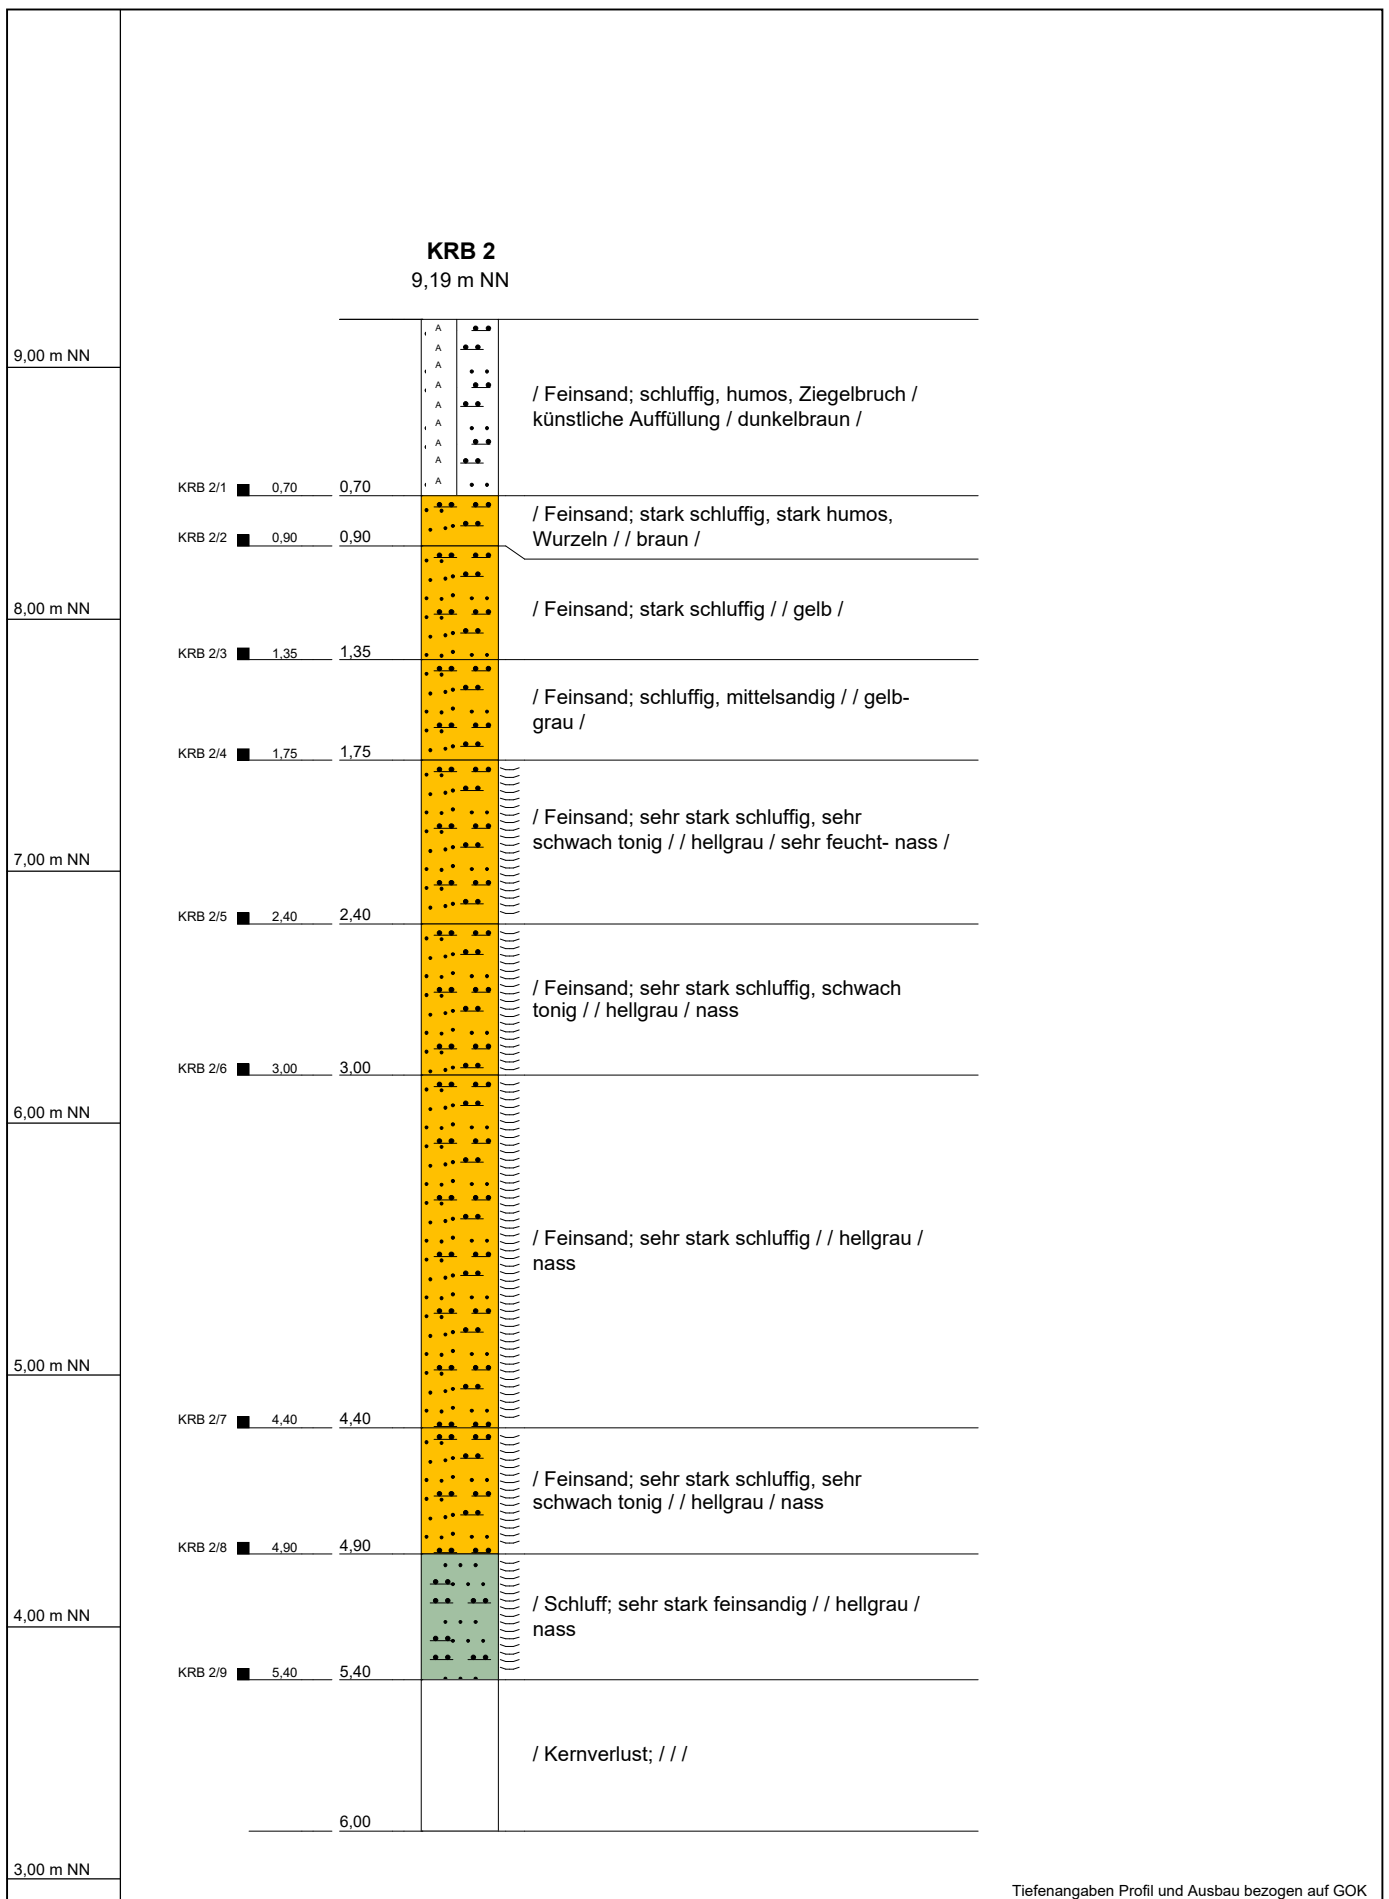 KRB 2
9,19 m NN
A
A
9,00 m NN
A
A
/ Feinsand; schluffig, humos, Ziegelbruch /
A
künstliche Auffüllung / dunkelbraun /
A
A
A
A
KRB 2/1 0,70 0,70
/ Feinsand; stark schluffig, stark humos,
Wurzeln / / braun /
KRB 2/2 0,90 0,90
8,00 m NN
/ Feinsand; stark schluffig / / gelb /
KRB 2/3 1,35 1,35
/ Feinsand; schluffig, mittelsandig / / gelb-
grau /
KRB 2/4 1,75 1,75
/ Feinsand; sehr stark schluffig, sehr
schwach tonig / / hellgrau / sehr feucht- nass /
7,00 m NN
KRB 2/5 2,40 2,40
/ Feinsand; sehr stark schluffig, schwach
tonig / / hellgrau / nass
KRB 2/6 3,00 3,00
6,00 m NN
/ Feinsand; sehr stark schluffig / / hellgrau /
nass
5,00 m NN
KRB 2/7 4,40 4,40
/ Feinsand; sehr stark schluffig, sehr
schwach tonig / / hellgrau / nass
KRB 2/8 4,90 4,90
/ Schluff; sehr stark feinsandig / / hellgrau /
nass
4,00 m NN
KRB 2/9 5,40 5,40
/ Kernverlust; / / /
6,00
3,00 m NN
Tiefenangaben Profil und Ausbau bezogen auf GOK